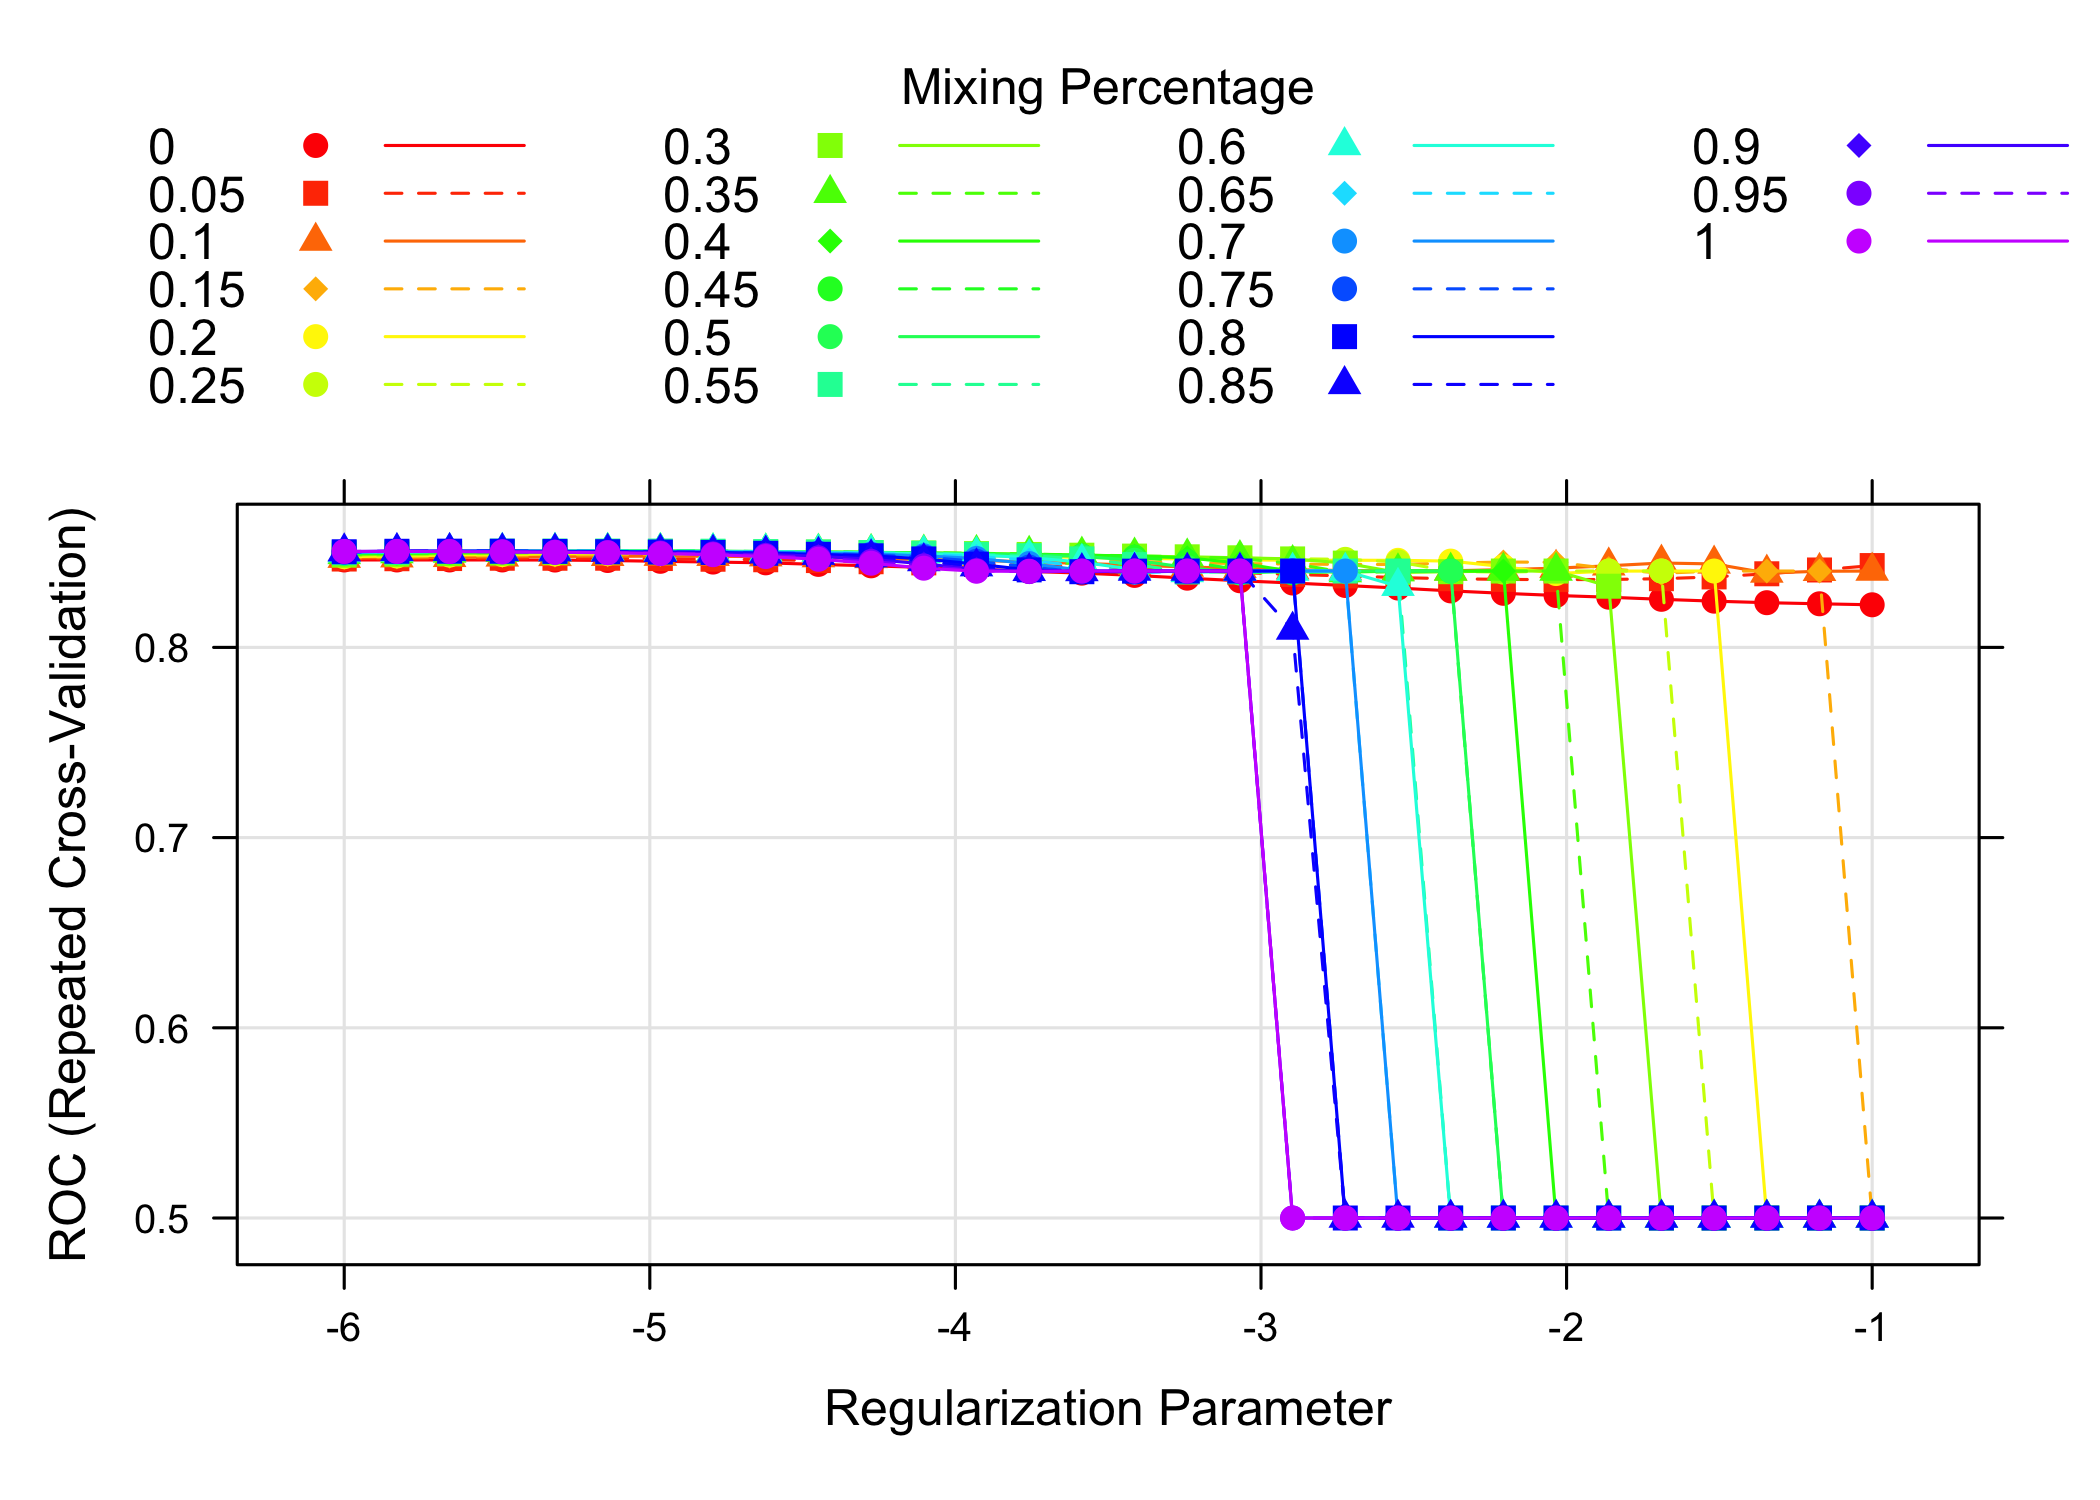 Mixing Percentage
0 0.3 0.6 0.9
0.05 0.35 0.65 0.95
0.1 0.4 0.7 1
0.15 0.45 0.75
0.2 0.5 0.8
0.25 0.55 0.85
ROC (Repeated Cross-Validation)
0.8
0.7
0.6
0.5
-6 -5 -4 -3 -2 -1
Regularization Parameter